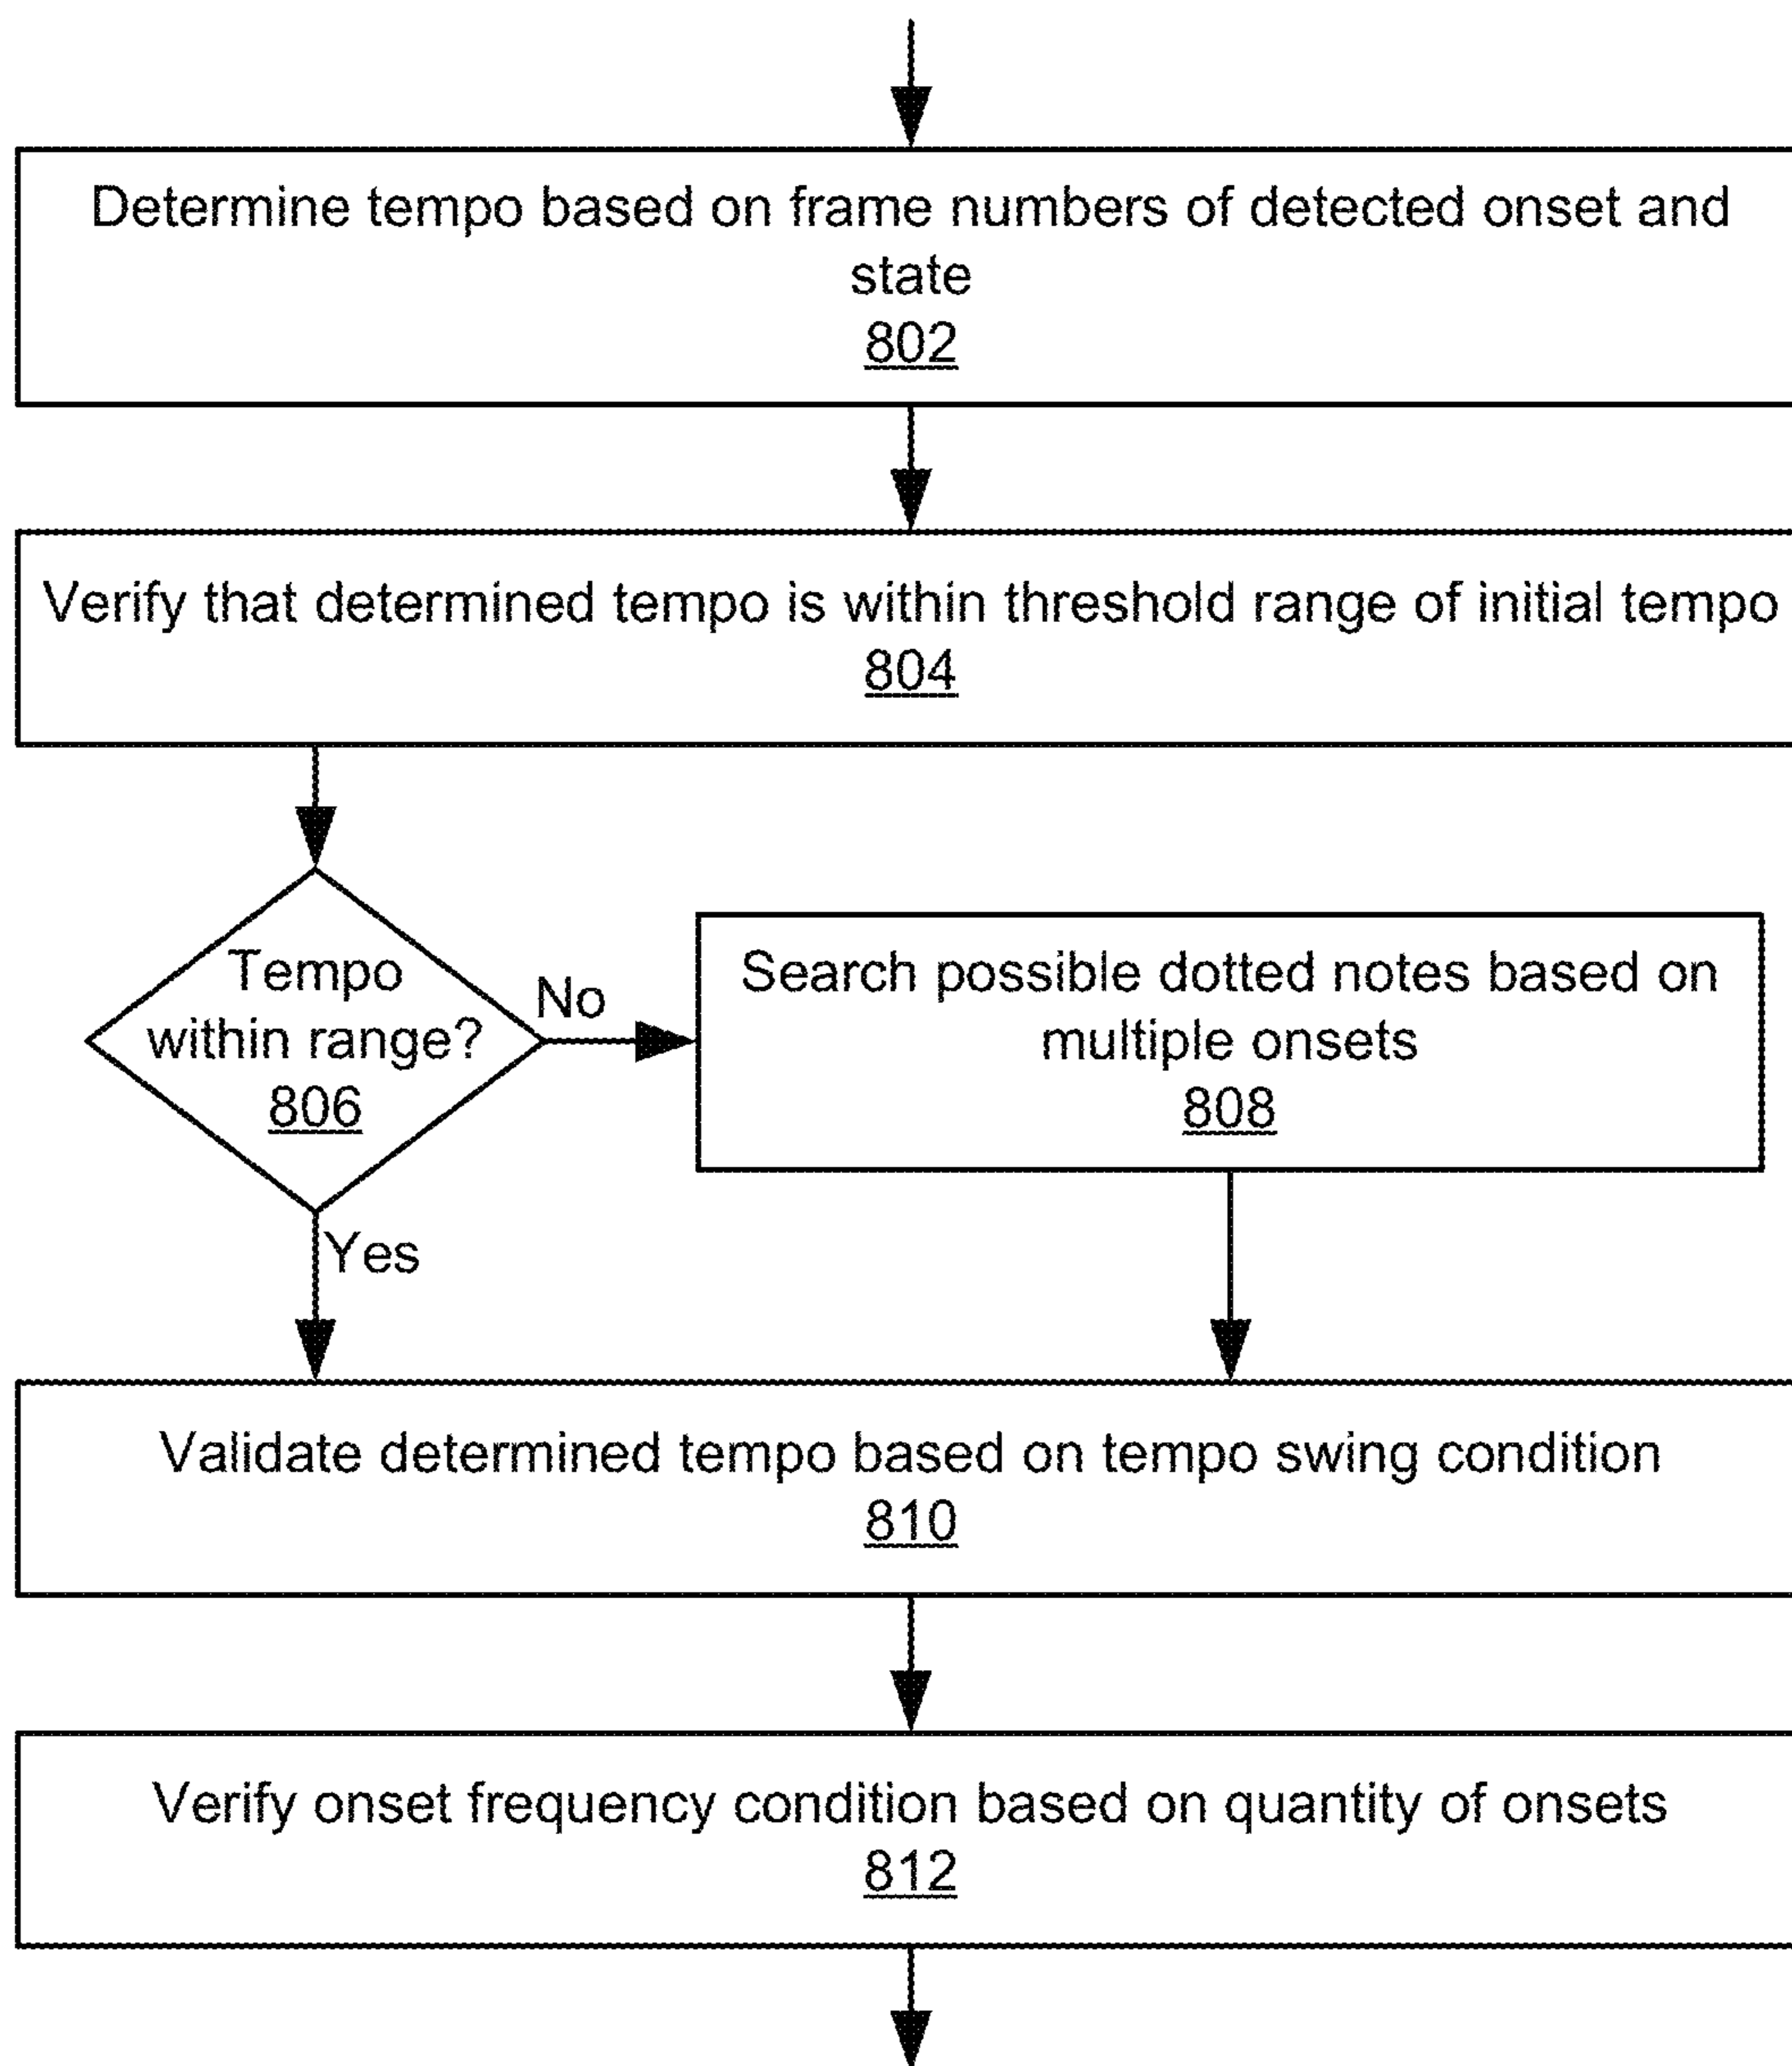 Determine tempo based on frame numbers of detected onset and
state
802
Verify that determined tempo is within threshold range of initial tempo
804
Tempo
within range?
806
No
Search possible dotted notes based on
multiple onsets
808
Yes
Validate determined tempo based on tempo swing condition
810
Verify onset frequency condition based on quantity of onsets
812